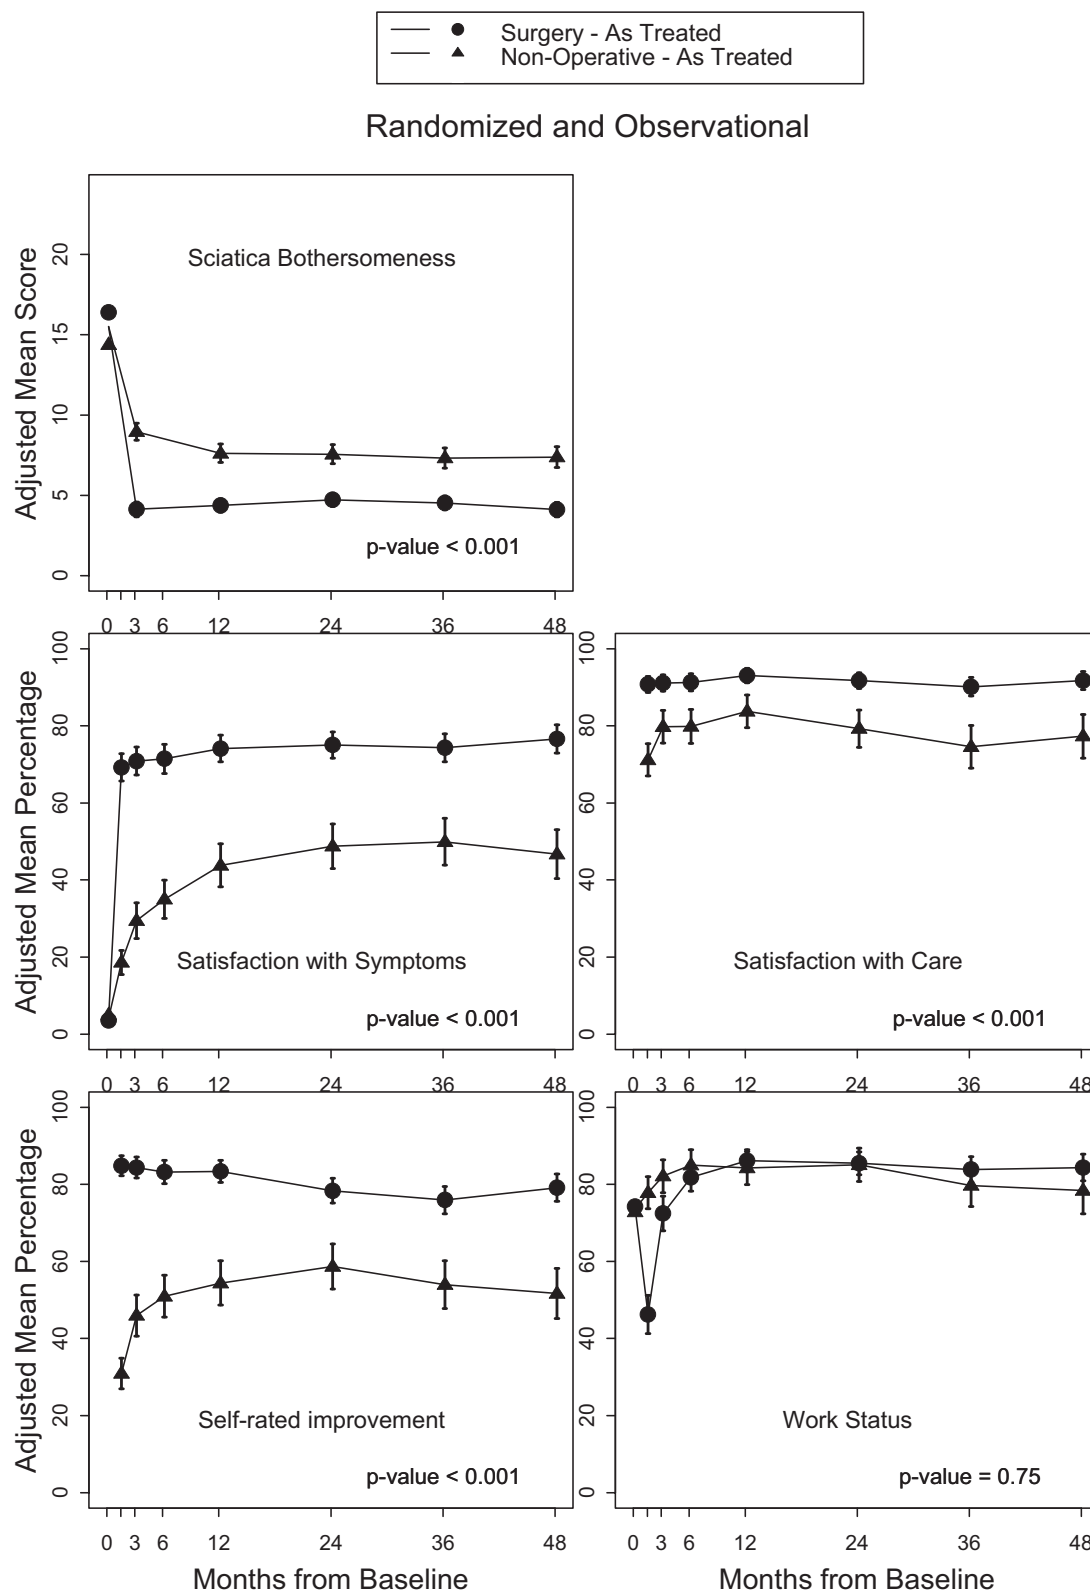 Surgery - As Treated
Non-Operative - As Treated
Randomized and Observational
Adjusted Mean Score
20
15
10
5
0
Sciatica Bothersomeness
p-value < 0.001
0 3 6 12 24 36 48
Adjusted Mean Percentage
100
80
60
40
20
0
Satisfaction with Symptoms
p-value < 0.001
0 3 6 12 24 36 48
100
80
60
40
20
0
Satisfaction with Care
p-value < 0.001
0 3 6 12 24 36 48
Adjusted Mean Percentage
100
80
60
40
20
0
Self-rated improvement
p-value < 0.001
0 3 6 12 24 36 48
Months from Baseline
100
80
60
40
20
0
Work Status
p-value = 0.75
0 3 6 12 24 36 48
Months from Baseline